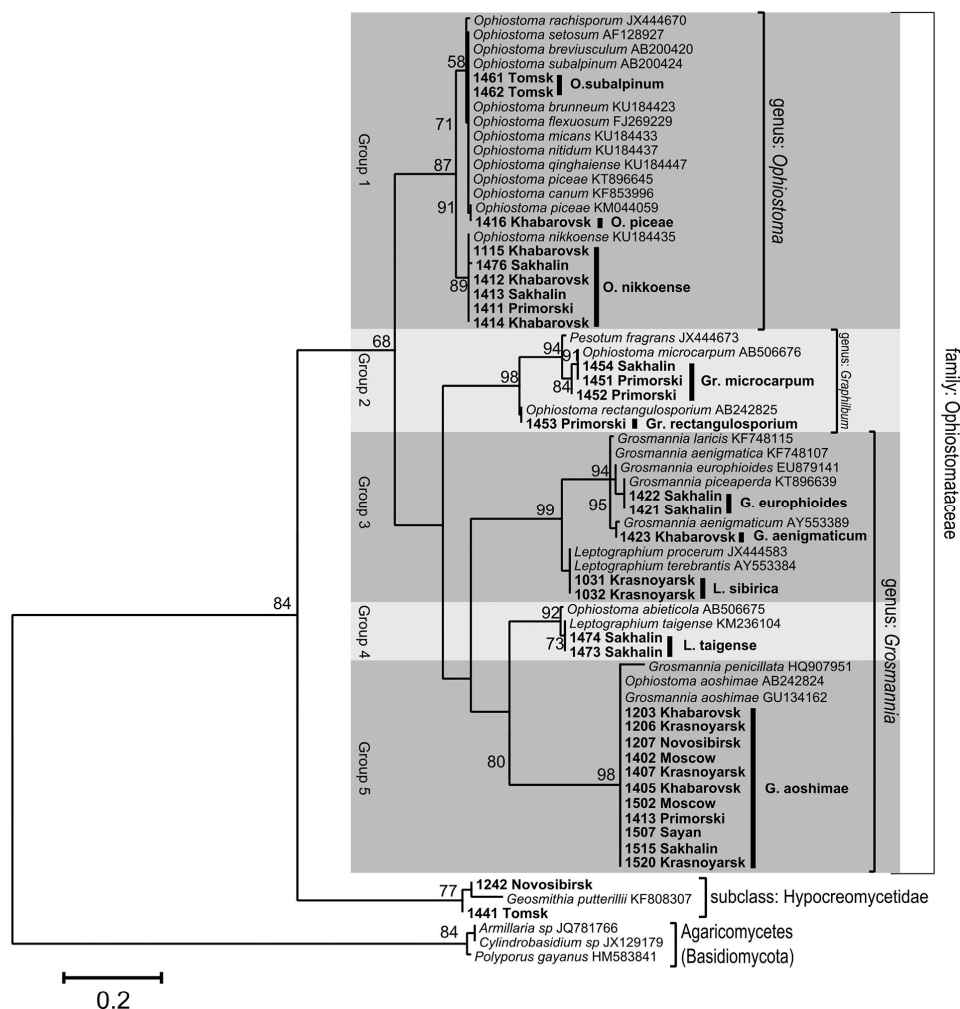 Ophiostoma rachisporum JX444670
Ophiostoma setosum AF128927
Ophiostoma breviusculum AB200420
Ophiostoma subalpinum AB200424
58
1461 Tomsk
1462 Tomsk
O.subalpinum
Ophiostoma brunneum KU184423
Ophiostoma flexuosum FJ269229
71
Ophiostoma micans KU184433
Ophiostoma nitidum KU184437
Ophiostoma qinghaiense KU184447
87
Ophiostoma piceae KT896645
Ophiostoma canum KF853996
Ophiostoma piceae KM044059
91
1416 Khabarovsk
O. piceae
Ophiostoma nikkoense KU184435
1115 Khabarovsk
1476 Sakhalin
1412 Khabarovsk
89
1413 Sakhalin
1411 Primorski
1414 Khabarovsk
O. nikkoense
Group 1
genus: Ophiostoma
68
Pesotum fragrans JX444673
94
91
Ophiostoma microcarpum AB506676
1454 Sakhalin
84
1451 Primorski
1452 Primorski
Gr. microcarpum
98
Ophiostoma rectangulosporium AB242825
1453 Primorski
Gr. rectangulosporium
Group 2
genus: Graphilbum
Grosmannia laricis KF748115
Grosmannia aenigmatica KF748107
94
Grosmannia europhioides EU879141
Grosmannia piceaperda KT896639
1422 Sakhalin
1421 Sakhalin
G. europhioides
95
99
Grosmannia aenigmaticum AY553389
1423 Khabarovsk
G. aenigmaticum
Leptographium procerum JX444583
Leptographium terebrantis AY553384
1031 Krasnoyarsk
1032 Krasnoyarsk
L. sibirica
Group 3
84
92
Ophiostoma abieticola AB506675
Leptographium taigense KM236104
73
1474 Sakhalin
1473 Sakhalin
L. taigense
Group 4
Grosmannia penicillata HQ907951
Ophiostoma aoshimae AB242824
Grosmannia aoshimae GU134162
1203 Khabarovsk
1206 Krasnoyarsk
1207 Novosibirsk
1402 Moscow
80
98
1407 Krasnoyarsk
1405 Khabarovsk
1502 Moscow
1413 Primorski
1507 Sayan
1515 Sakhalin
1520 Krasnoyarsk
G. aoshimae
Group 5
genus: Grosmannia
family: Ophiostomataceae
77
1242 Novosibirsk
Geosmithia putterillii KF808307
1441 Tomsk
subclass: Hypocreomycetidae
84
Armillaria sp JQ781766
Cylindrobasidium sp JX129179
Polyporus gayanus HM583841
Agaricomycetes
(Basidiomycota)
0.2